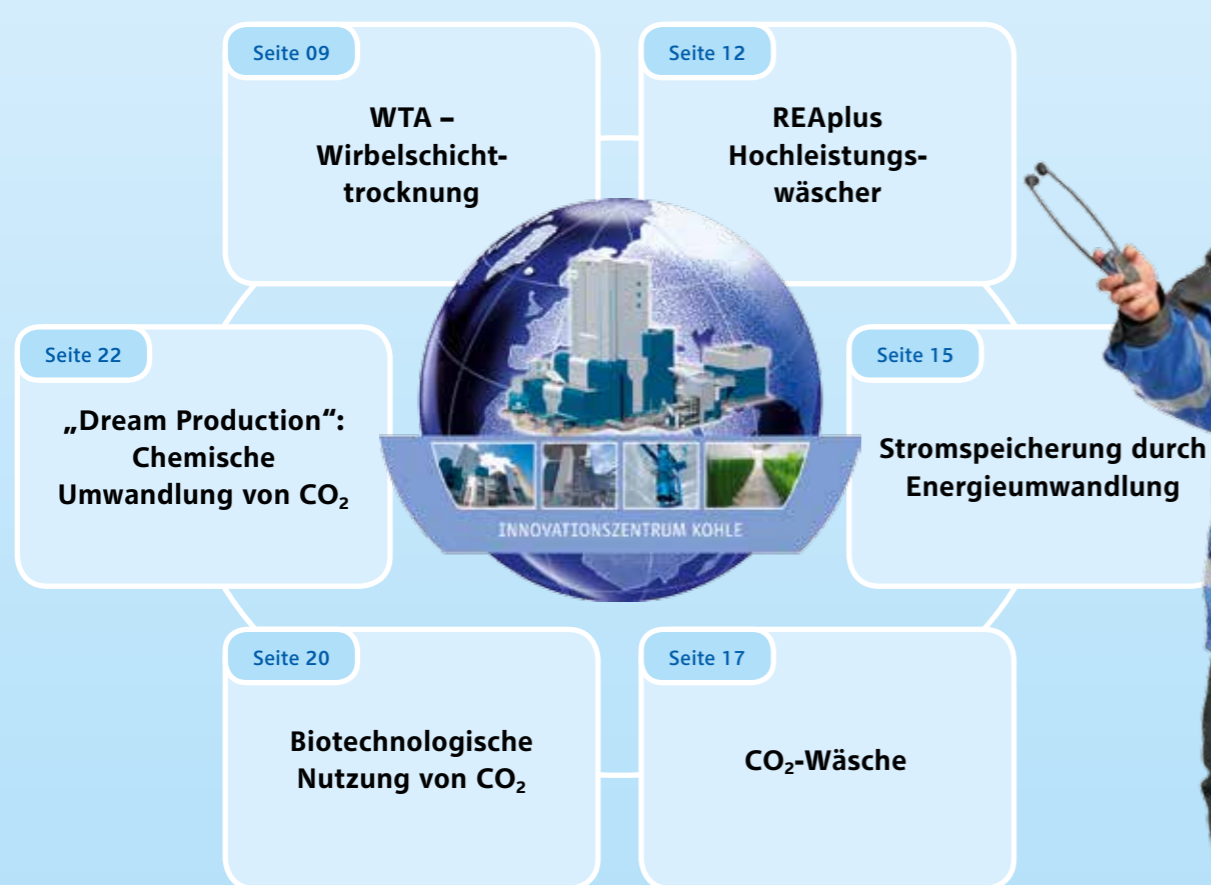 Seite 09
WTA –
Wirbelschicht-
trocknung
Seite 12
REAplus
Hochleistungs-
wäscher
Seite 15
Stromspeicherung durch
Energieumwandlung
Seite 17
CO₂-Wäsche
Seite 20
Biotechnologische
Nutzung von CO₂
Seite 22
„Dream Production“:
Chemische
Umwandlung von CO₂
INNOVATIONSZENTRUM KOHLE